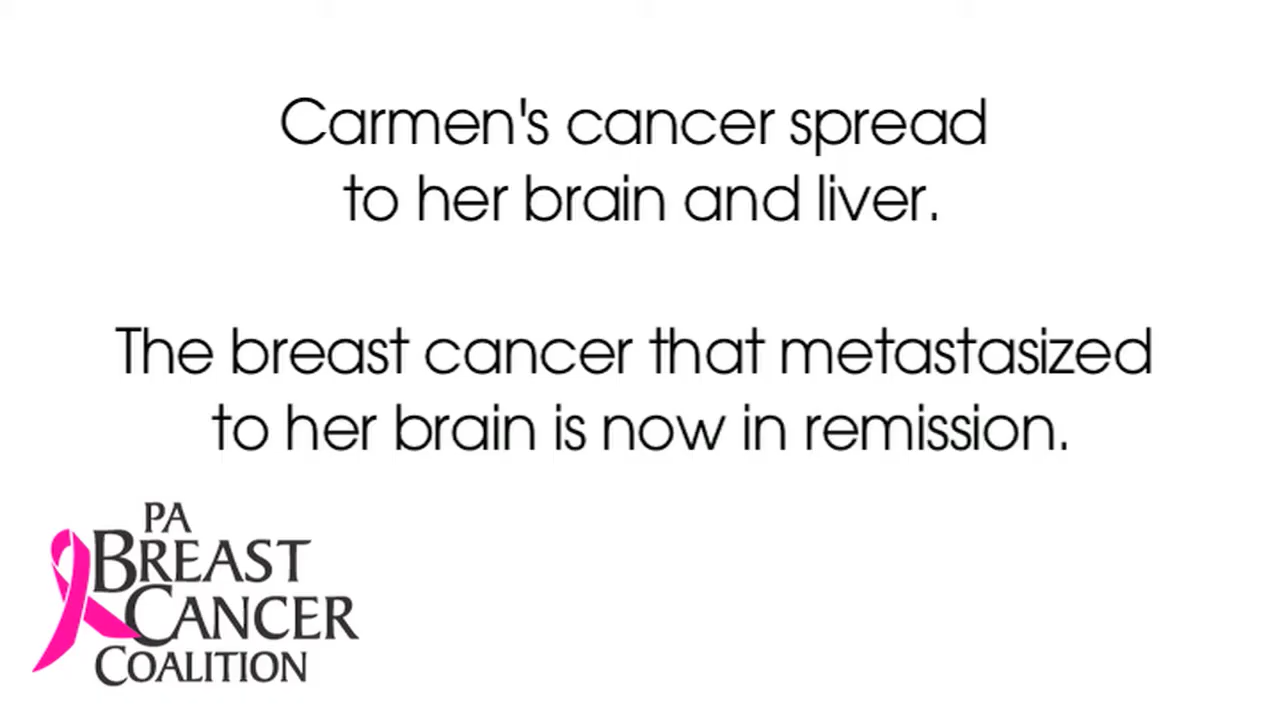 Carmen's cancer spread
to her brain and liver.
The breast cancer that metastasized
to her brain is now in remission.
PA
BREAST
CANCER
COALITION